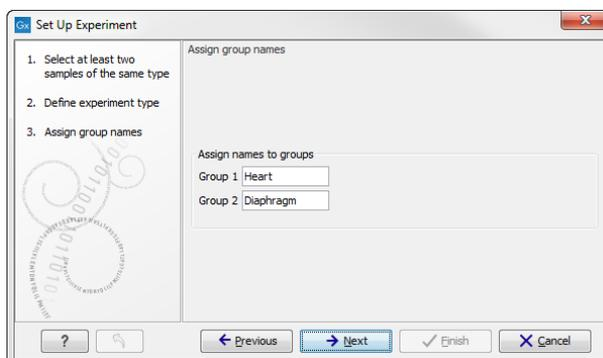 Gx Set Up Experiment
1. Select at least two
samples of the same type
2. Define experiment type
3. Assign group names
Assign group names
Assign names to groups
Group 1 Heart
Group 2 Diaphragm
? Previous Next Finish Cancel